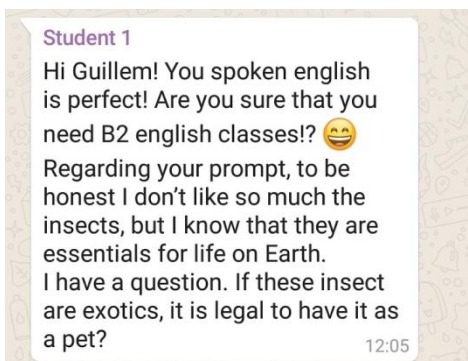 Student 1
Hi Guillem! You spoken english
is perfect! Are you sure that you
need B2 english classes!? 😄
Regarding your prompt, to be
honest I don’t like so much the
insects, but I know that they are
essentials for life on Earth.
I have a question. If these insect
are exotics, it is legal to have it as
a pet?
12:05